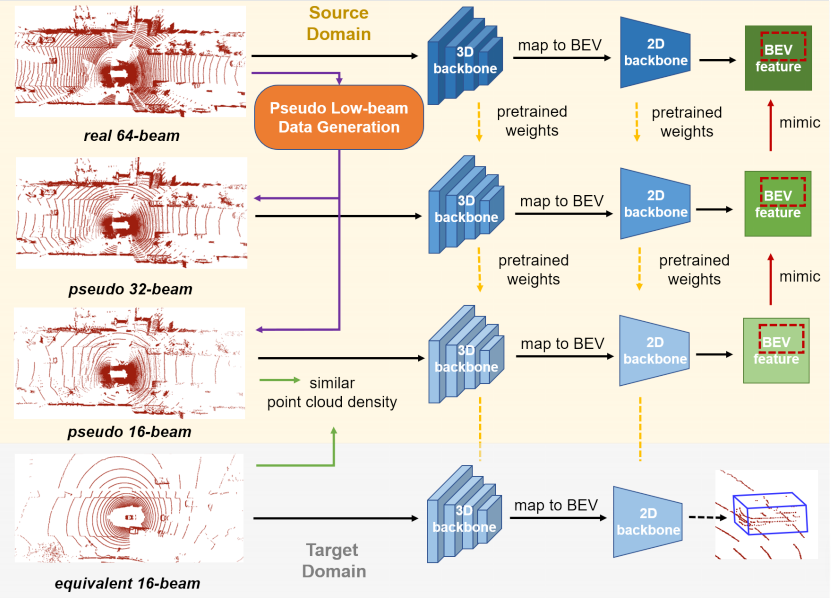 Source
Domain
3D
backbone
map to BEV
2D
backbone
BEV
feature
real 64-beam
Pseudo Low-beam
Data Generation
pretrained
weights
pretrained
weights
mimic
3D
backbone
map to BEV
2D
backbone
BEV
feature
pseudo 32-beam
pretrained
weights
pretrained
weights
mimic
3D
backbone
map to BEV
2D
backbone
BEV
feature
similar
point cloud density
pseudo 16-beam
3D
backbone
map to BEV
2D
backbone
Target
Domain
equivalent 16-beam